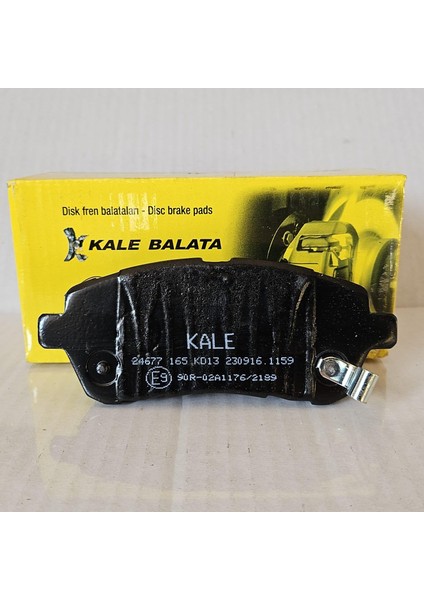 Disk fren balataları - Disc brake pads
KALE BALATA
KALE
24677 165 KD13 230916.1159
E9 90R-02A1176/2189